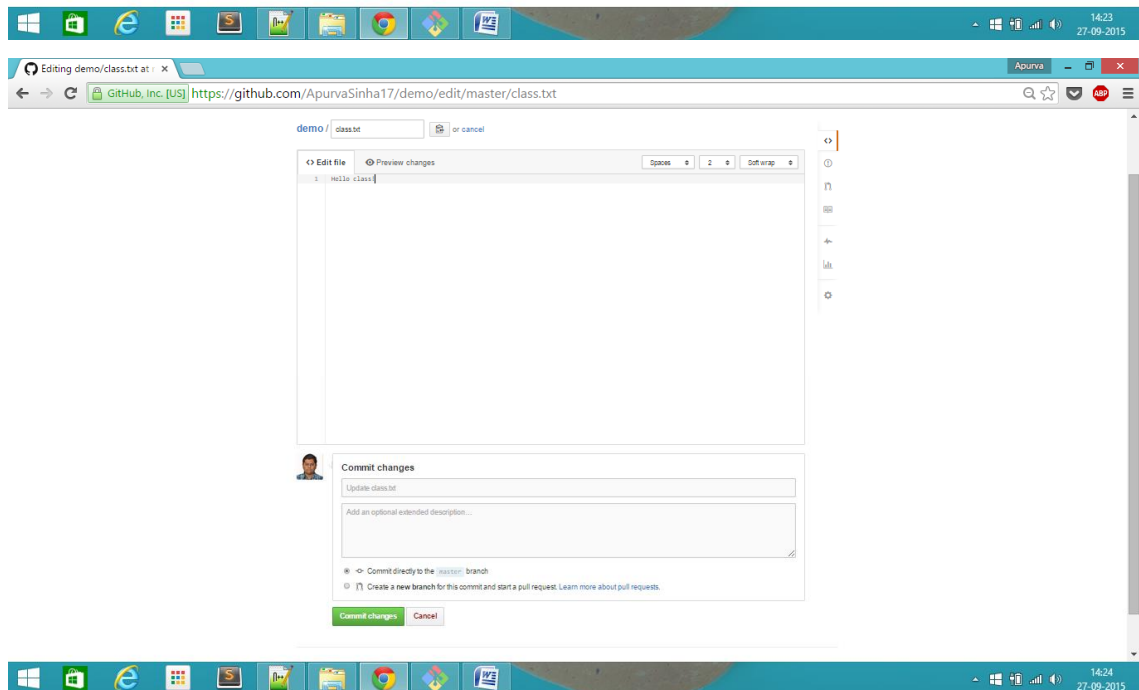 14:23
27-09-2015
Editing demo/class.txt at
Apurva
GitHub, Inc. [US] https://github.com/ApurvaSinha17/demo/edit/master/class.txt
ABP
demo / class.txt or cancel
<> Edit file Preview changes Spaces 2 Soft wrap
1 Hello class!
Commit changes
Update class.txt
Add an optional extended description...
Commit directly to the master branch
Create a new branch for this commit and start a pull request. Learn more about pull requests.
Commit changes Cancel
14:24
27-09-2015